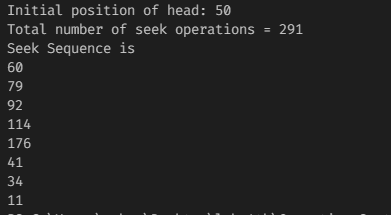 Initial position of head: 50
Total number of seek operations = 291
Seek Sequence is
60
79
92
114
176
41
34
11